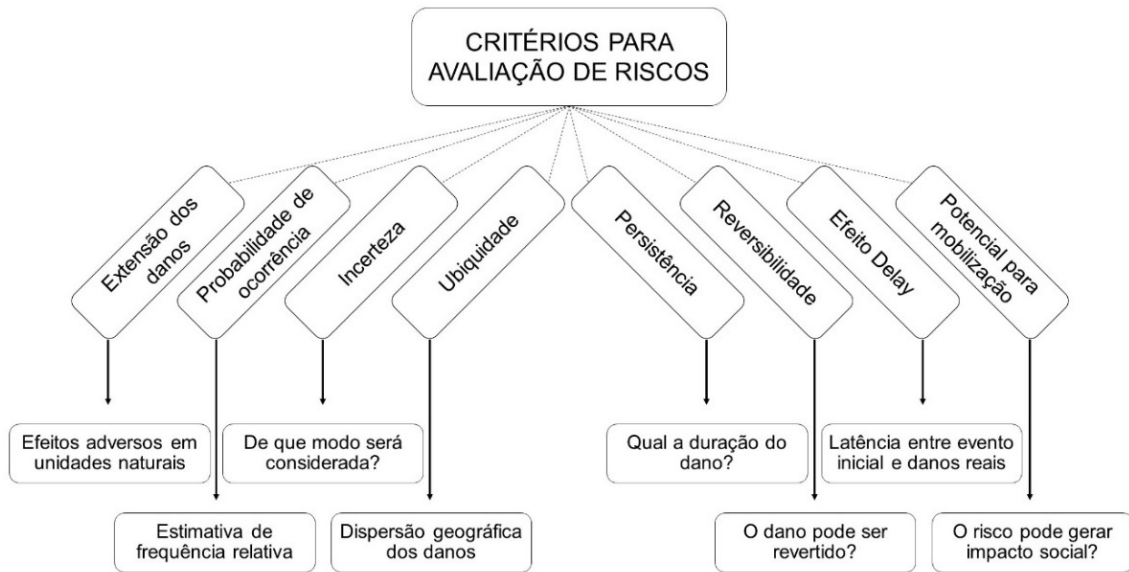 CRITÉRIOS PARA
AVALIAÇÃO DE RISCOS
Extensão dos
danos
Probabilidade de
ocorrência
Incerteza
Ubiquidade
Persistência
Reversibilidade
Efeito Delay
Potencial para
mobilização
Efeitos adversos em
unidades naturais
De que modo será
considerada?
Qual a duração do
dano?
Latência entre evento
inicial e danos reais
Estimativa de
frequência relativa
Dispersão geográfica
dos danos
O dano pode ser
revertido?
O risco pode gerar
impacto social?